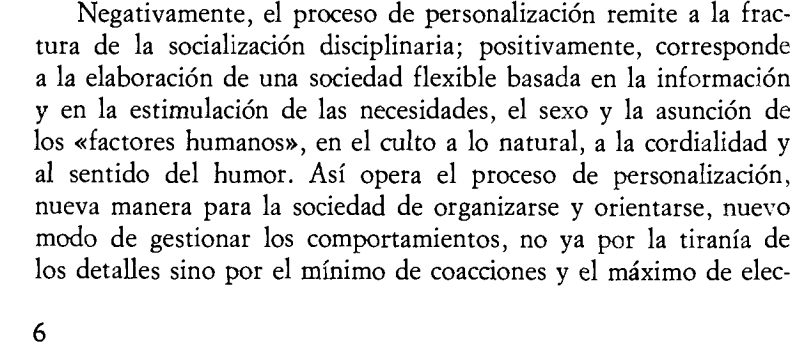 Negativamente, el proceso de personalización remite a la frac-
tura de la socialización disciplinaria; positivamente, corresponde
a la elaboración de una sociedad flexible basada en la información
y en la estimulación de las necesidades, el sexo y la asunción de
los «factores humanos», en el culto a lo natural, a la cordialidad y
al sentido del humor. Así opera el proceso de personalización,
nueva manera para la sociedad de organizarse y orientarse, nuevo
modo de gestionar los comportamientos, no ya por la tiranía de
los detalles sino por el mínimo de coacciones y el máximo de elec-
6